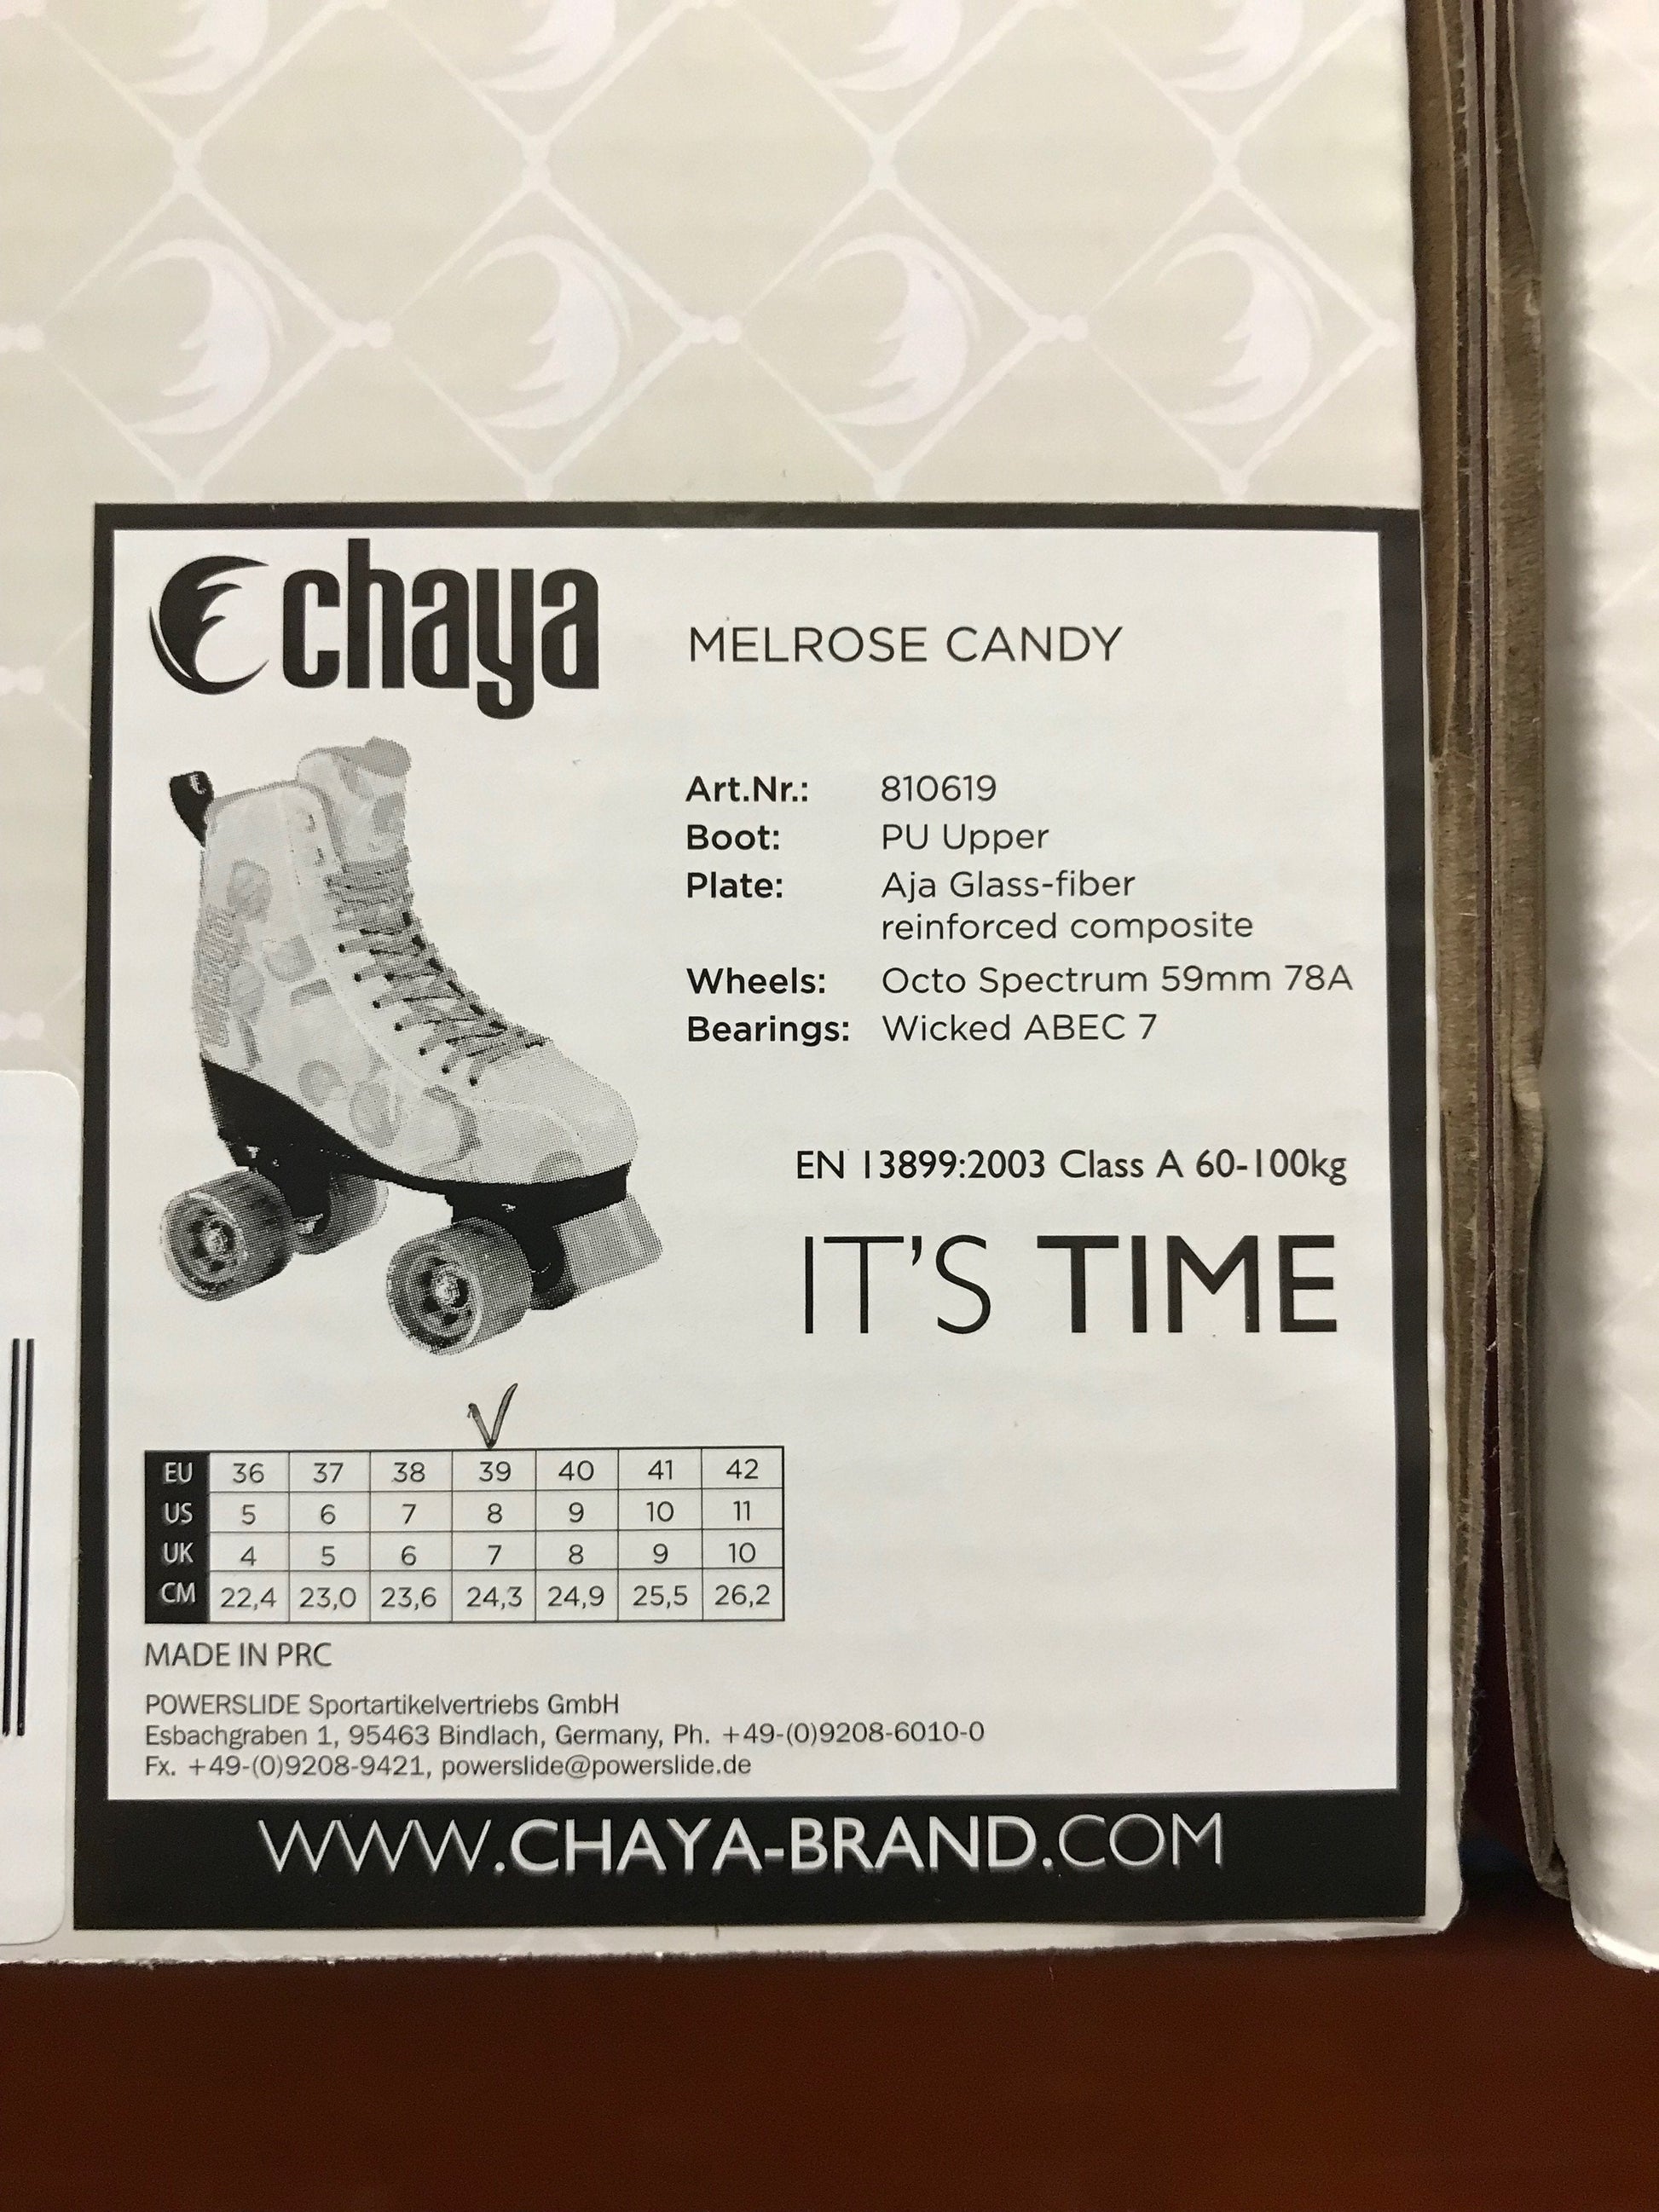 chaya
MELROSE CANDY
Art.Nr.: 810619
Boot: PU Upper
Plate: Aja Glass-fiber
reinforced composite
Wheels: Octo Spectrum 59mm 78A
Bearings: Wicked ABEC 7
EN 13899:2003 Class A 60-100kg
IT'S TIME
EU 36 37 38 39 40 41 42
US 5 6 7 8 9 10 11
UK 4 5 6 7 8 9 10
CM 22,4 23,0 23,6 24,3 24,9 25,5 26,2
MADE IN PRC
POWERSLIDE Sportartikelvertriebs GmbH
Esbachgraben 1, 95463 Bindlach, Germany, Ph. +49-(0)9208-6010-0
Fx. +49-(0)9208-9421, powerslide@powerslide.de
WWW.CHAYA-BRAND.COM